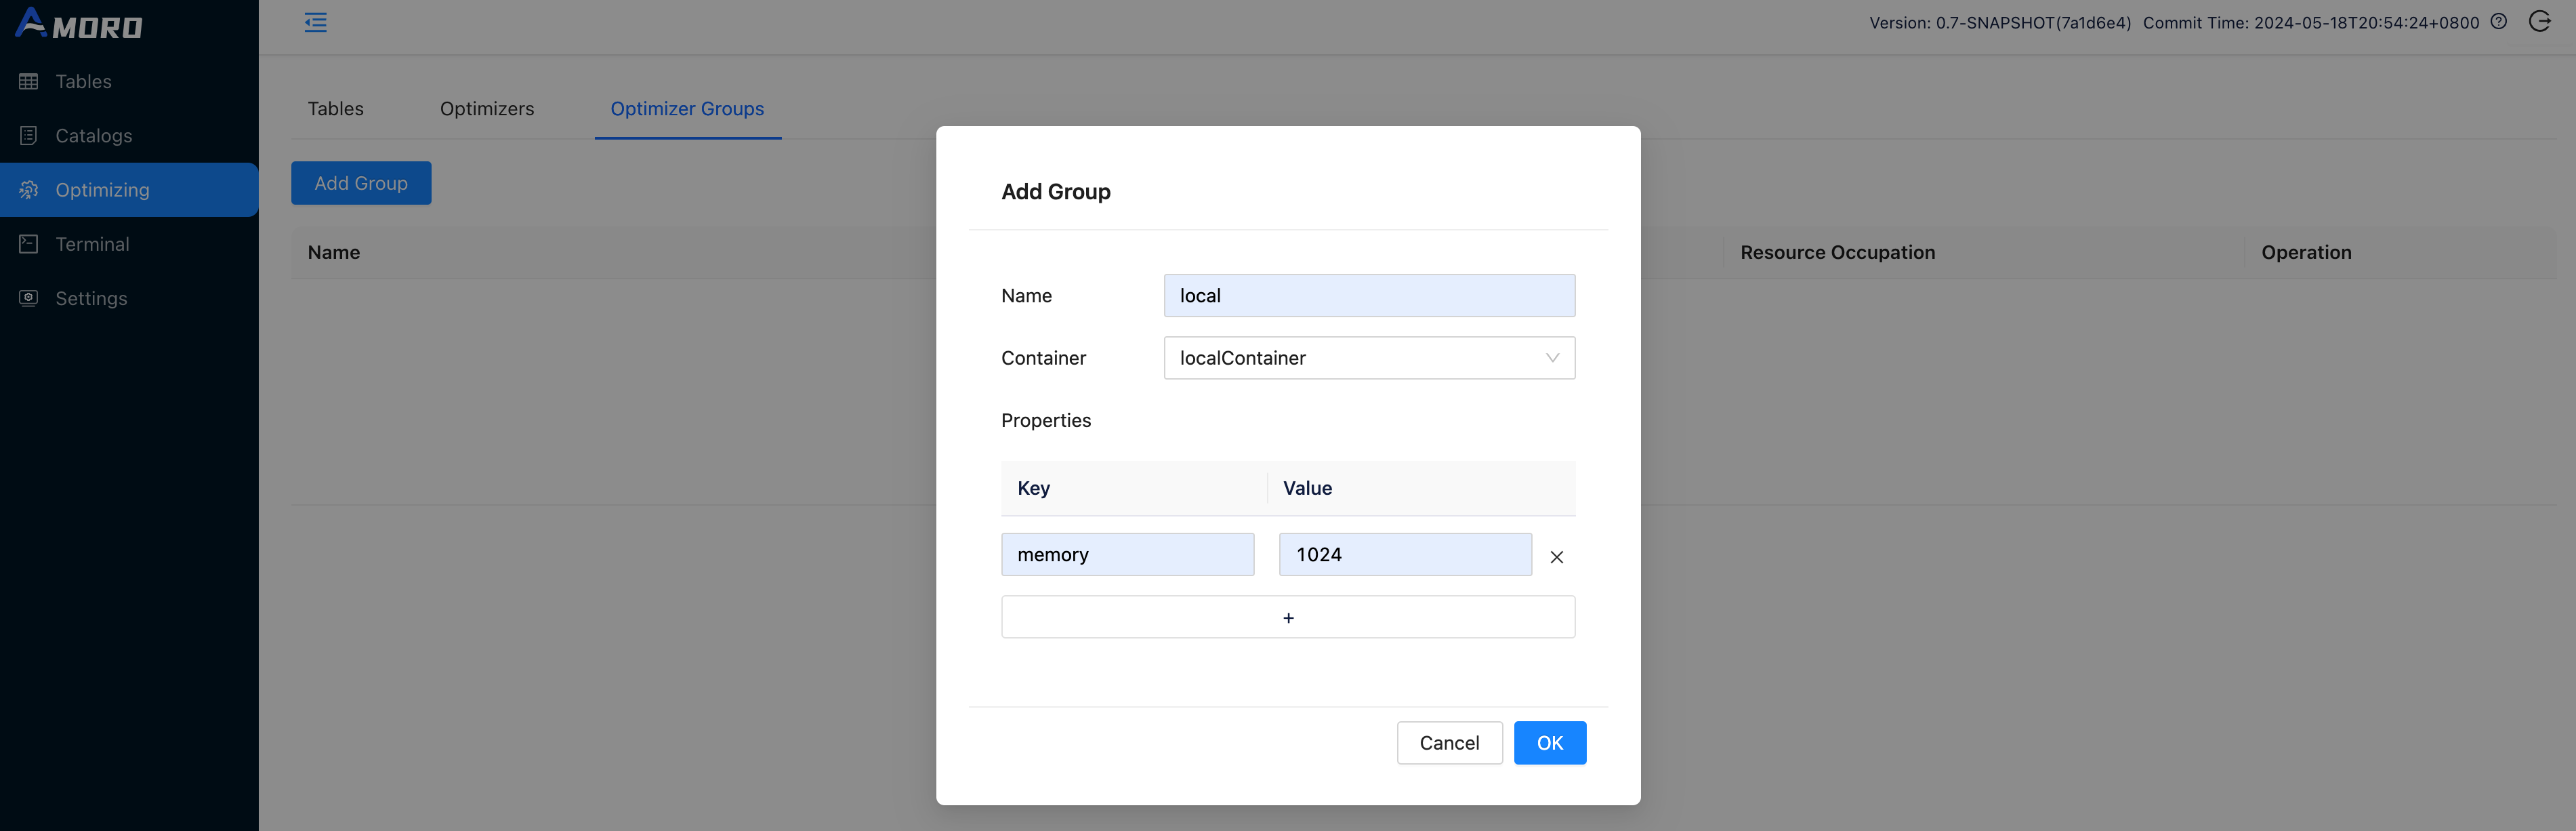 AMORO
Version: 0.7-SNAPSHOT(7a1d6e4) Commit Time: 2024-05-18T20:54:24+0800
Tables
Catalogs
Optimizing
Terminal
Settings
Tables Optimizers Optimizer Groups
Add Group
Name Resource Occupation Operation
Add Group
Name local
Container localContainer
Properties
Key Value
memory 1024
+
Cancel OK